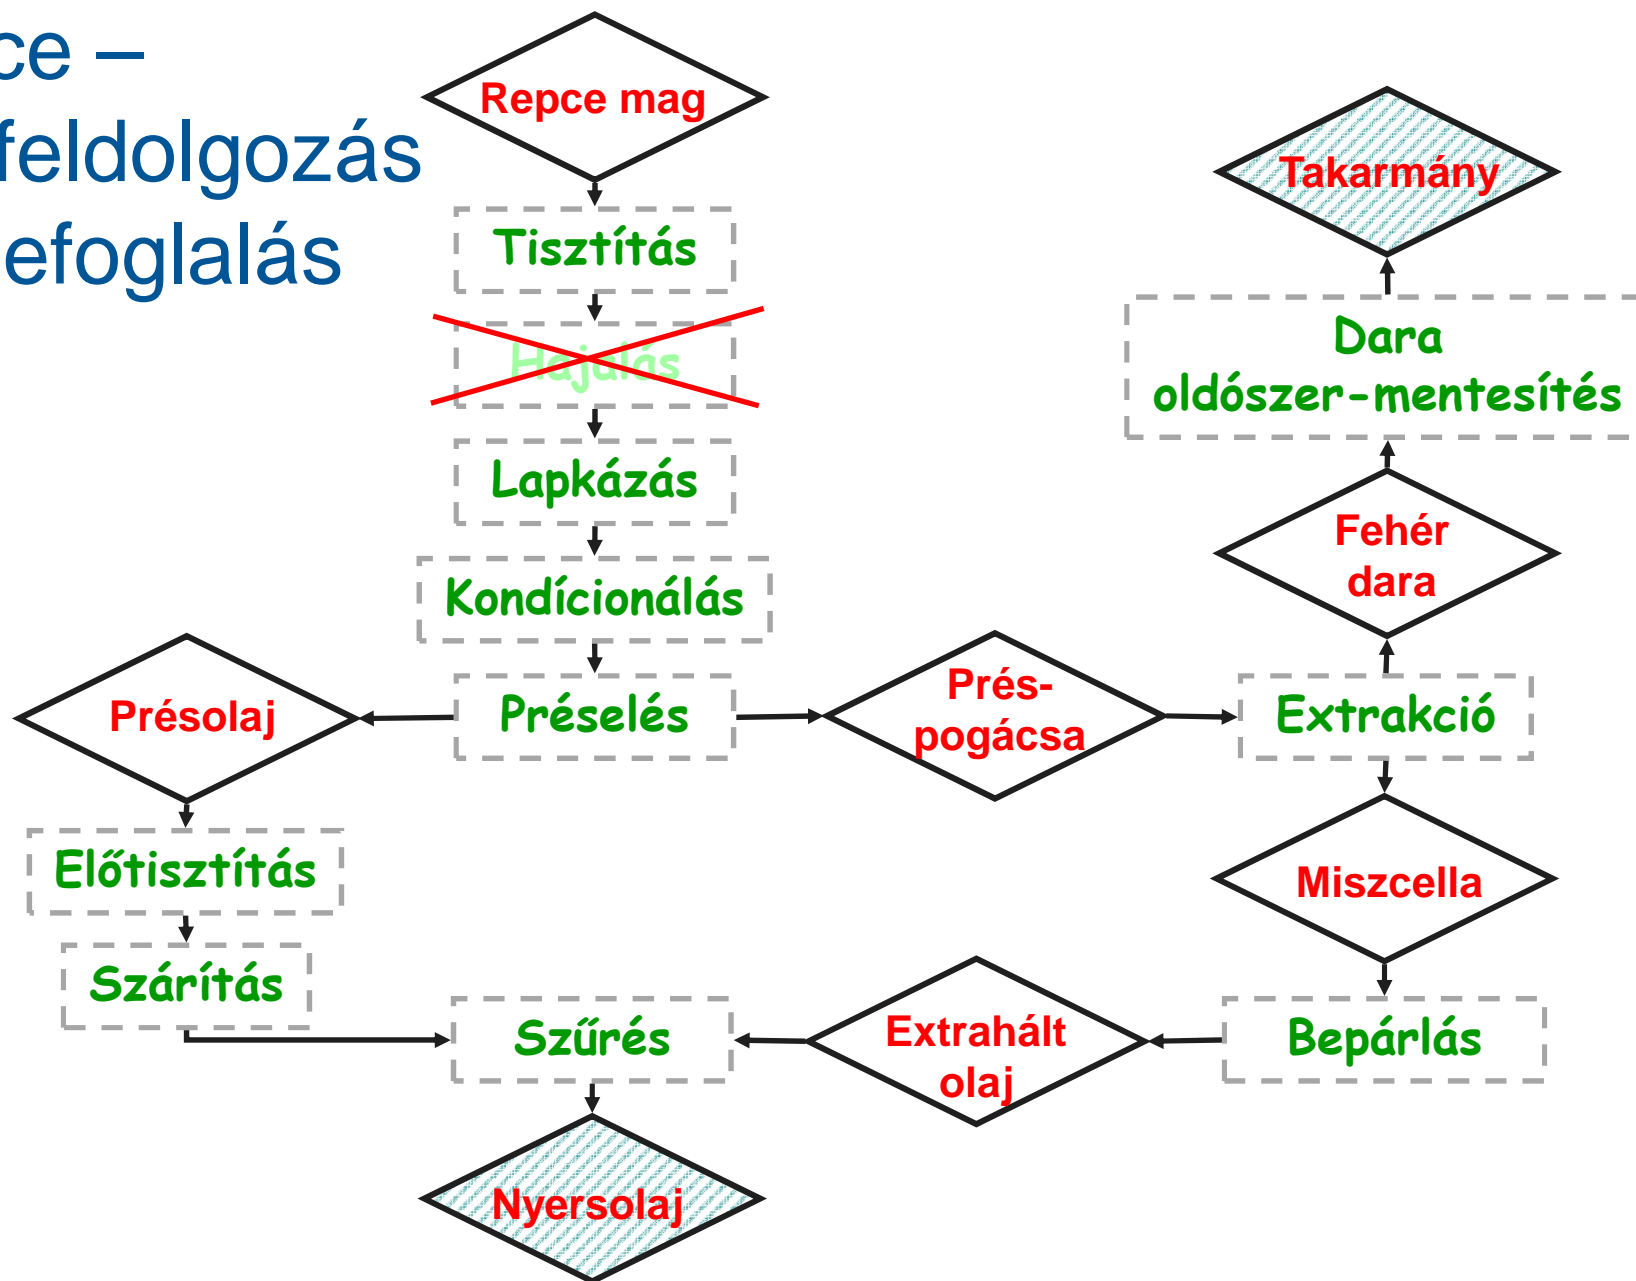 ce –
feldolgozás
efoglalás
Repce mag
Takarmány
Tisztítás
Hajalás
Dara
oldószer-mentesítés
Lapkázás
Fehér
dara
Kondícionálás
Présolaj
Préselés
Prés-
pogácsa
Extrakció
Előtisztítás
Miszcella
Szárítás
Szűrés
Extrahált
olaj
Bepárlás
Nyersolaj